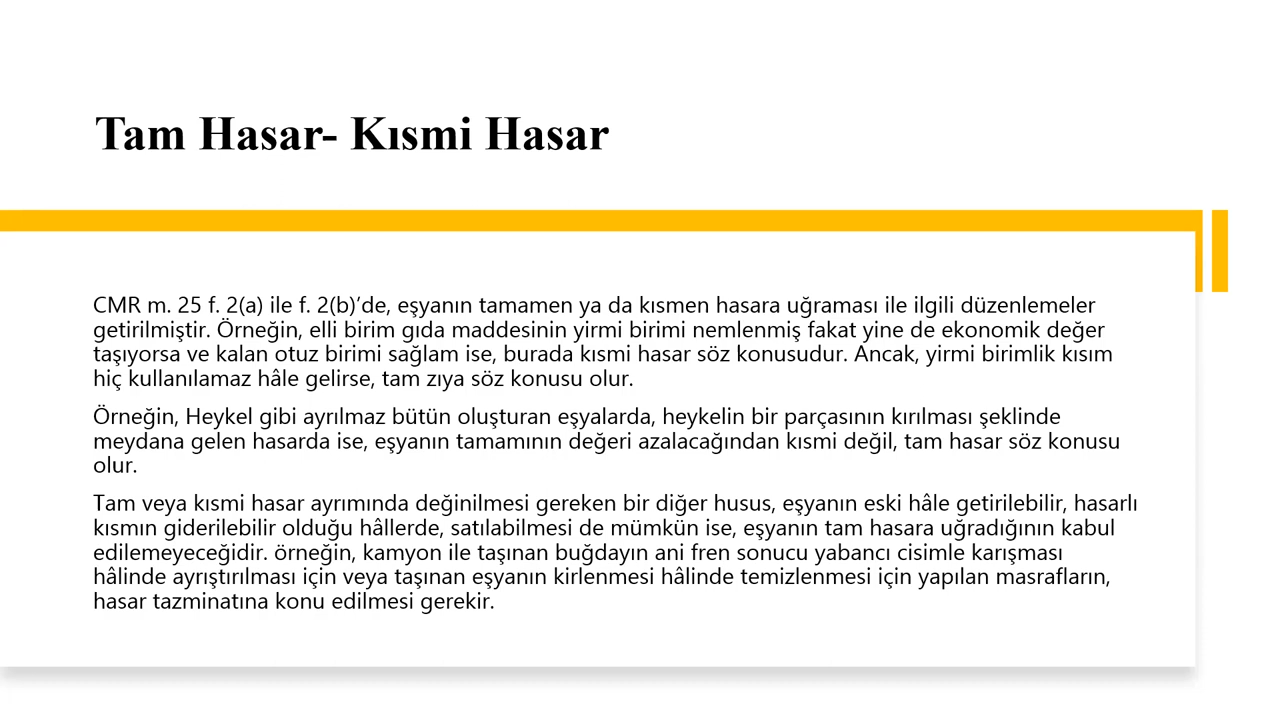 Tam Hasar- Kısmi Hasar
CMR m. 25 f. 2(a) ile f. 2(b)’de, eşyanın tamamen ya da kısmen hasara uğraması ile ilgili düzenlemeler
getirilmiştir. Örneğin, elli birim gıda maddesinin yirmi birimi nemlenmiş fakat yine de ekonomik değer
taşıyorsa ve kalan otuz birimi sağlam ise, burada kısmi hasar söz konusudur. Ancak, yirmi birimlik kısım
hiç kullanılamaz hâle gelirse, tam zıya söz konusu olur.
Örneğin, Heykel gibi ayrılmaz bütün oluşturan eşyalarda, heykelin bir parçasının kırılması şeklinde
meydana gelen hasarda ise, eşyanın tamamının değeri azalacağından kısmi değil, tam hasar söz konusu
olur.
Tam veya kısmi hasar ayrımında değinilmesi gereken bir diğer husus, eşyanın eski hâle getirilebilir, hasarlı
kısmın giderilebilir olduğu hâllerde, satılabilmesi de mümkün ise, eşyanın tam hasara uğradığının kabul
edilemeyeceğidir. örneğin, kamyon ile taşınan buğdayın ani fren sonucu yabancı cisimle karışması
hâlinde ayrıştırılması için veya taşınan eşyanın kirlenmesi hâlinde temizlenmesi için yapılan masrafların,
hasar tazminatına konu edilmesi gerekir.